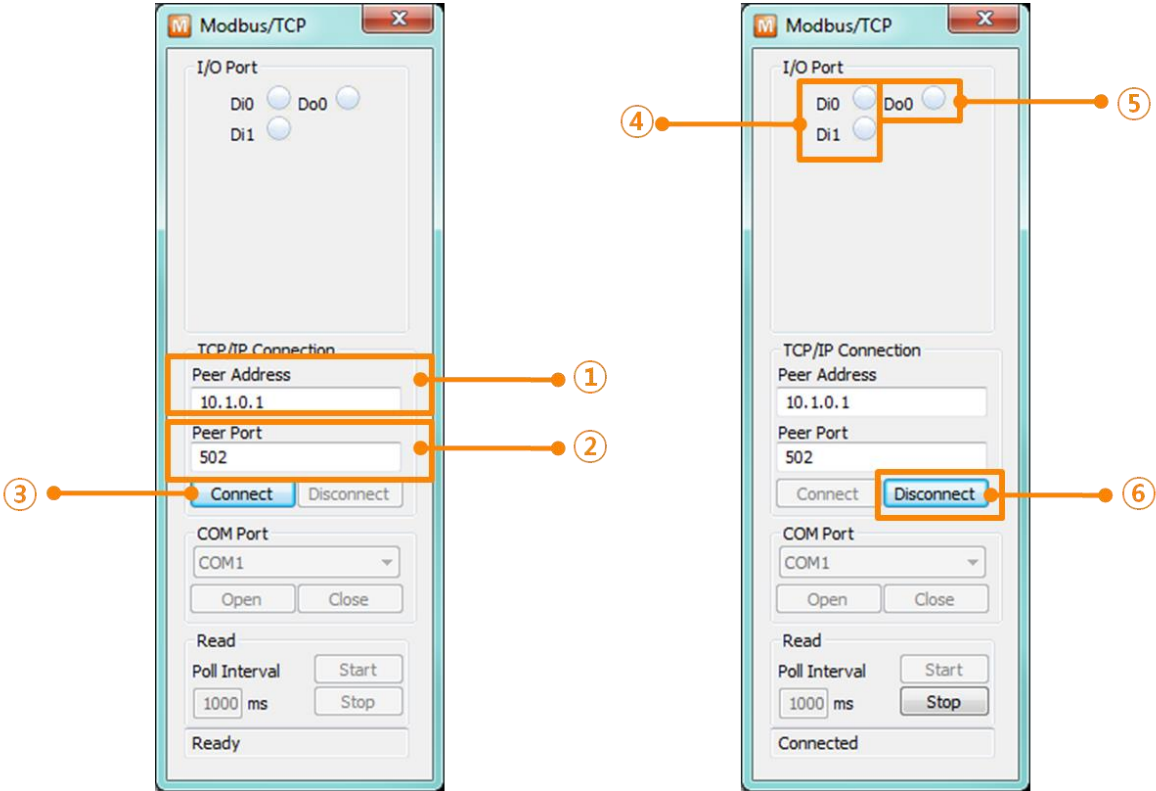 M Modbus/TCP
I/O Port
Di0 Do0
Di1
TCP/IP Connection
Peer Address
10.1.0.1
①
Peer Port
502
②
③
Connect Disconnect
COM Port
COM1
Open Close
Read
Poll Interval Start
1000 ms Stop
Ready
M Modbus/TCP
I/O Port
Di0 Do0
⑤
④
Di1
TCP/IP Connection
Peer Address
10.1.0.1
Peer Port
502
Connect Disconnect
⑥
COM Port
COM1
Open Close
Read
Poll Interval Start
1000 ms Stop
Connected